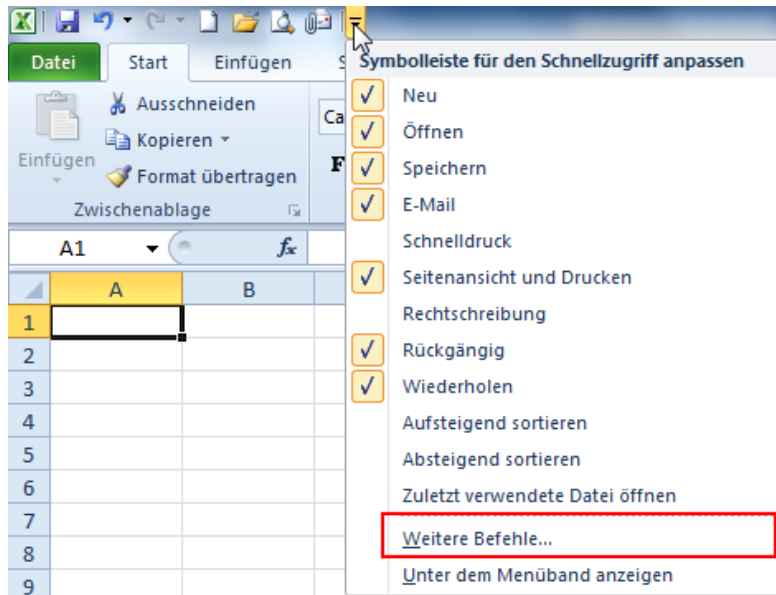 Datei Start Einfügen S
Symbolleiste für den Schnellzugriff anpassen
Ausschneiden
Kopieren
Einfügen
Format übertragen
Zwischenablage
Ca
F
A1 fx
A B
1
2
3
4
5
6
7
8
9
Neu
Öffnen
Speichern
E-Mail
Schnelldruck
Seitenansicht und Drucken
Rechtschreibung
Rückgängig
Wiederholen
Aufsteigend sortieren
Absteigend sortieren
Zuletzt verwendete Datei öffnen
Weitere Befehle...
Unter dem Menüband anzeigen